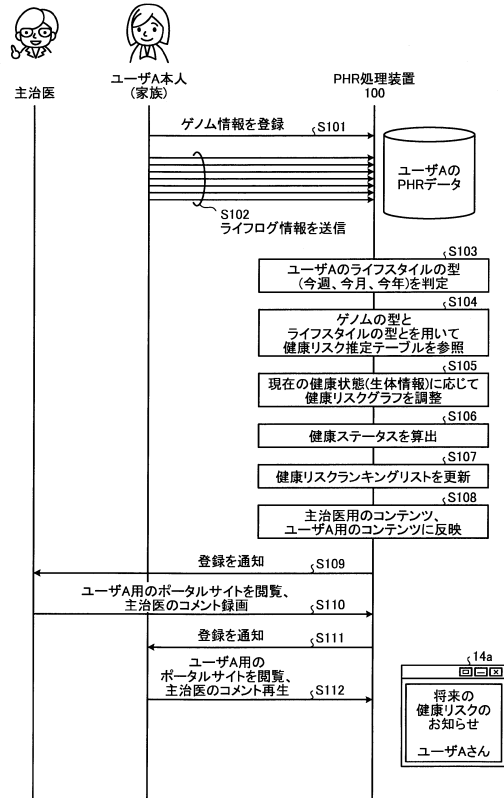 主治医
ユーザA本人
(家族)
PHR処理装置
100
ゲノム情報を登録
S101
ユーザAの
PHRデータ
S102
ライフログ情報を送信
S103
ユーザAのライフスタイルの型
(今週、今月、今年)を判定
S104
ゲノムの型と
ライフスタイルの型とを用いて
健康リスク推定テーブルを参照
S105
現在の健康状態(生体情報)に応じて
健康リスクグラフを調整
S106
健康ステータスを算出
S107
健康リスクランキングリストを更新
S108
主治医用のコンテンツ、
ユーザA用のコンテンツに反映
登録を通知
S109
ユーザA用のポータルサイトを閲覧、
主治医のコメント録画
S110
登録を通知
S111
ユーザA用の
ポータルサイトを閲覧、
主治医のコメント再生
S112
14a
将来の
健康リスクの
お知らせ
ユーザAさん